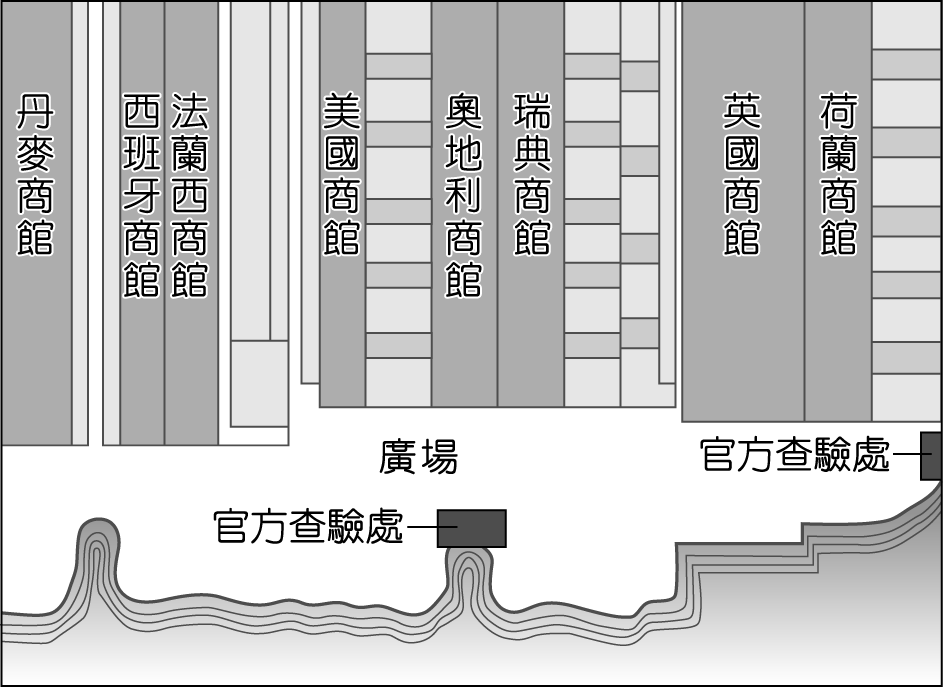 丹麥商館
西班牙商館
法蘭西商館
美國商館
奧地利商館
瑞典商館
英國商館
荷蘭商館
廣場
官方查驗處
官方查驗處